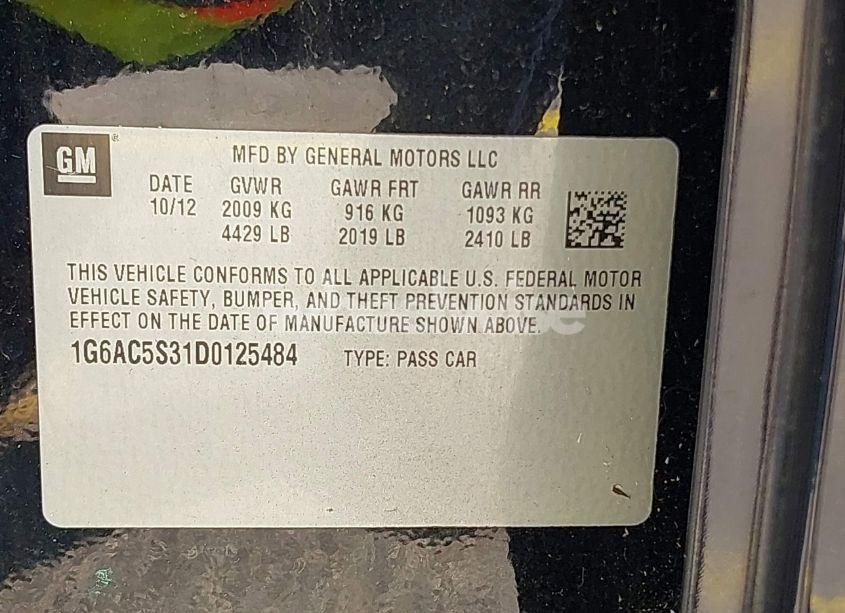 GM ®
MFD BY GENERAL MOTORS LLC
DATE GVWR GAWR FRT GAWR RR
10/12 2009 KG 916 KG 1093 KG
4429 LB 2019 LB 2410 LB
THIS VEHICLE CONFORMS TO ALL APPLICABLE U.S. FEDERAL MOTOR
VEHICLE SAFETY, BUMPER, AND THEFT PREVENTION STANDARDS IN
EFFECT ON THE DATE OF MANUFACTURE SHOWN ABOVE.
1G6AC5S31D0125484 TYPE: PASS CAR